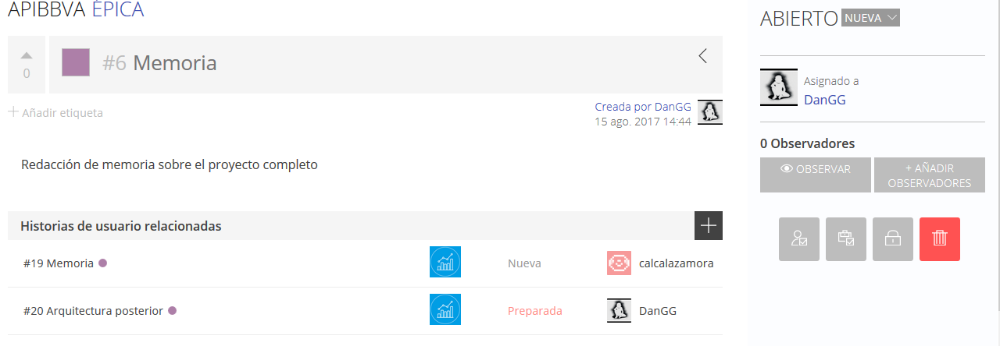 APIBBVA ÉPICA
0
#6 Memoria
Añadir etiqueta
Creada por DanGG
15 ago. 2017 14:44
Redacción de memoria sobre el proyecto completo
Historias de usuario relacionadas
#19 Memoria
Nueva
calcalazamora
#20 Arquitectura posterior
Preparada
DanGG
ABIERTO NUEVA
Asignado a
DanGG
0 Observadores
OBSERVAR
+ AÑADIR
OBSERVADORES